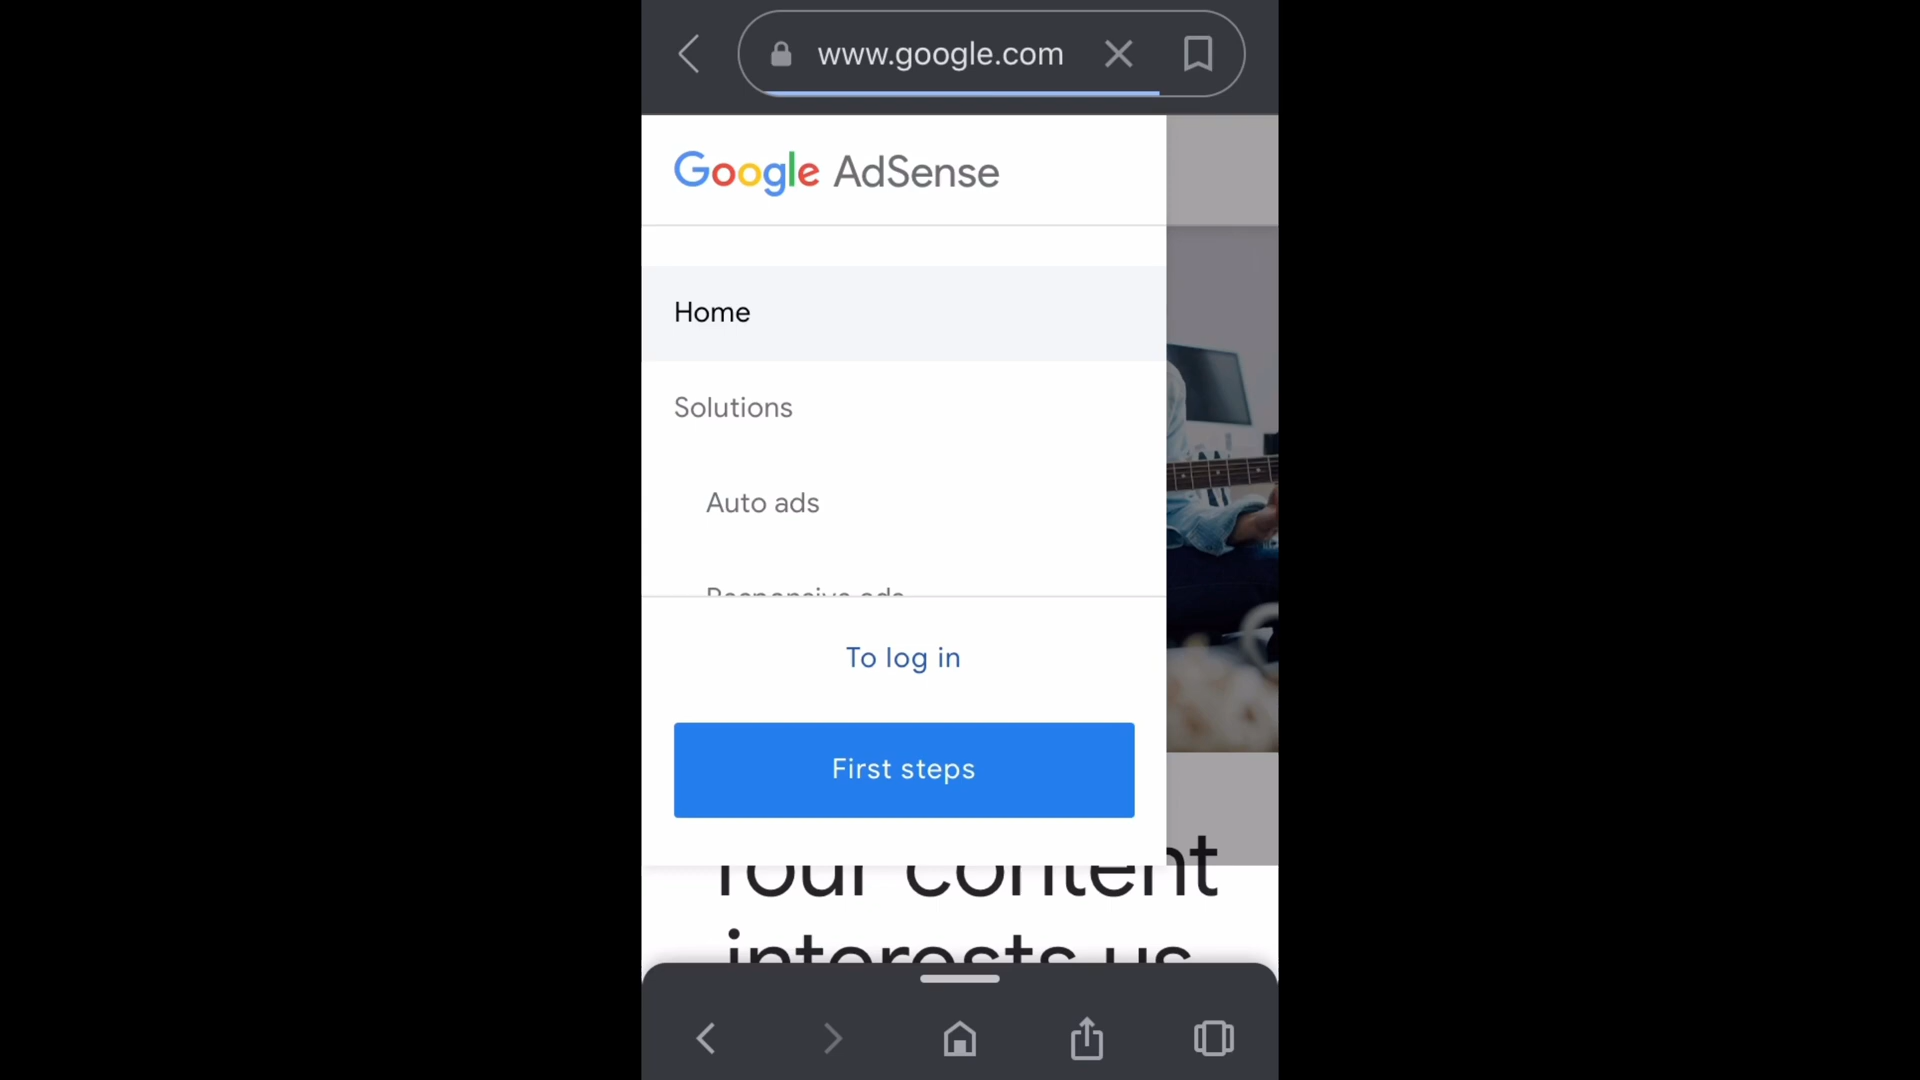 www.google.com
Google AdSense
Home
Solutions
Auto ads
Responsive ads
To log in
First steps
Your content
interests us